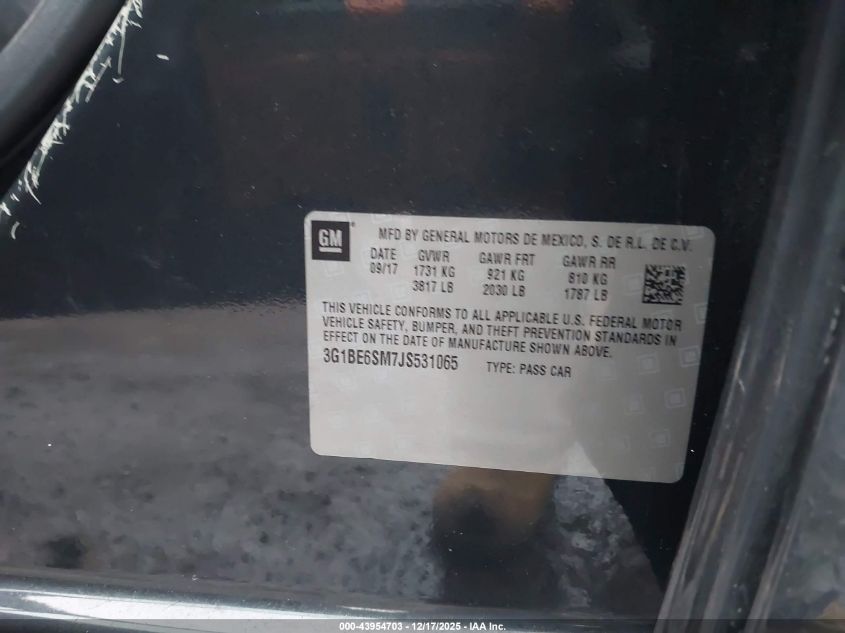 GM ® MFD BY GENERAL MOTORS DE MEXICO, S. DE R.L. DE C.V.
DATE GVWR GAWR FRT GAWR RR
09/17 1731 KG 921 KG 810 KG
3817 LB 2030 LB 1787 LB
THIS VEHICLE CONFORMS TO ALL APPLICABLE U.S. FEDERAL MOTOR
VEHICLE SAFETY, BUMPER, AND THEFT PREVENTION STANDARDS IN
EFFECT ON THE DATE OF MANUFACTURE SHOWN ABOVE.
3G1BE6SM7JS531065 TYPE: PASS CAR
000-43954703 - 12/17/2025 - IAA Inc.